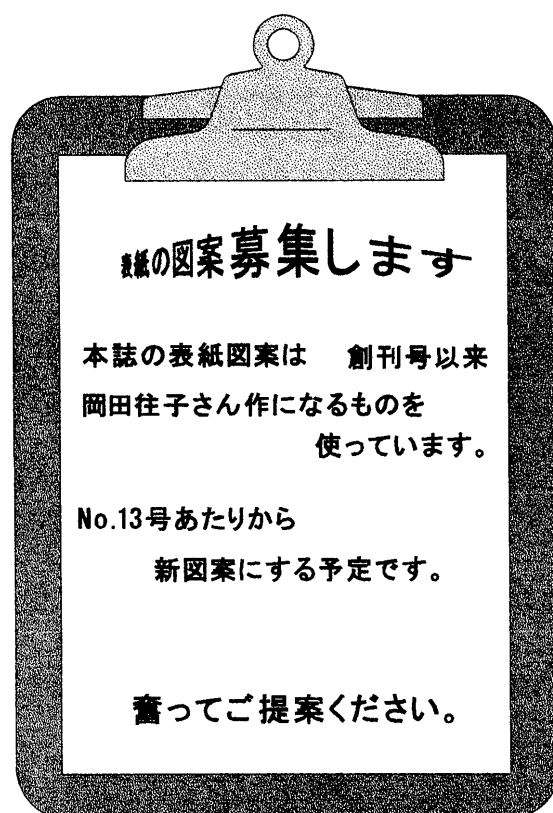 表紙の図案募集します
本誌の表紙図案は 創刊号以来
岡田往子さん作になるものを
使っています。
No.13号あたりから
新図案にする予定です。
奮ってご提案ください。